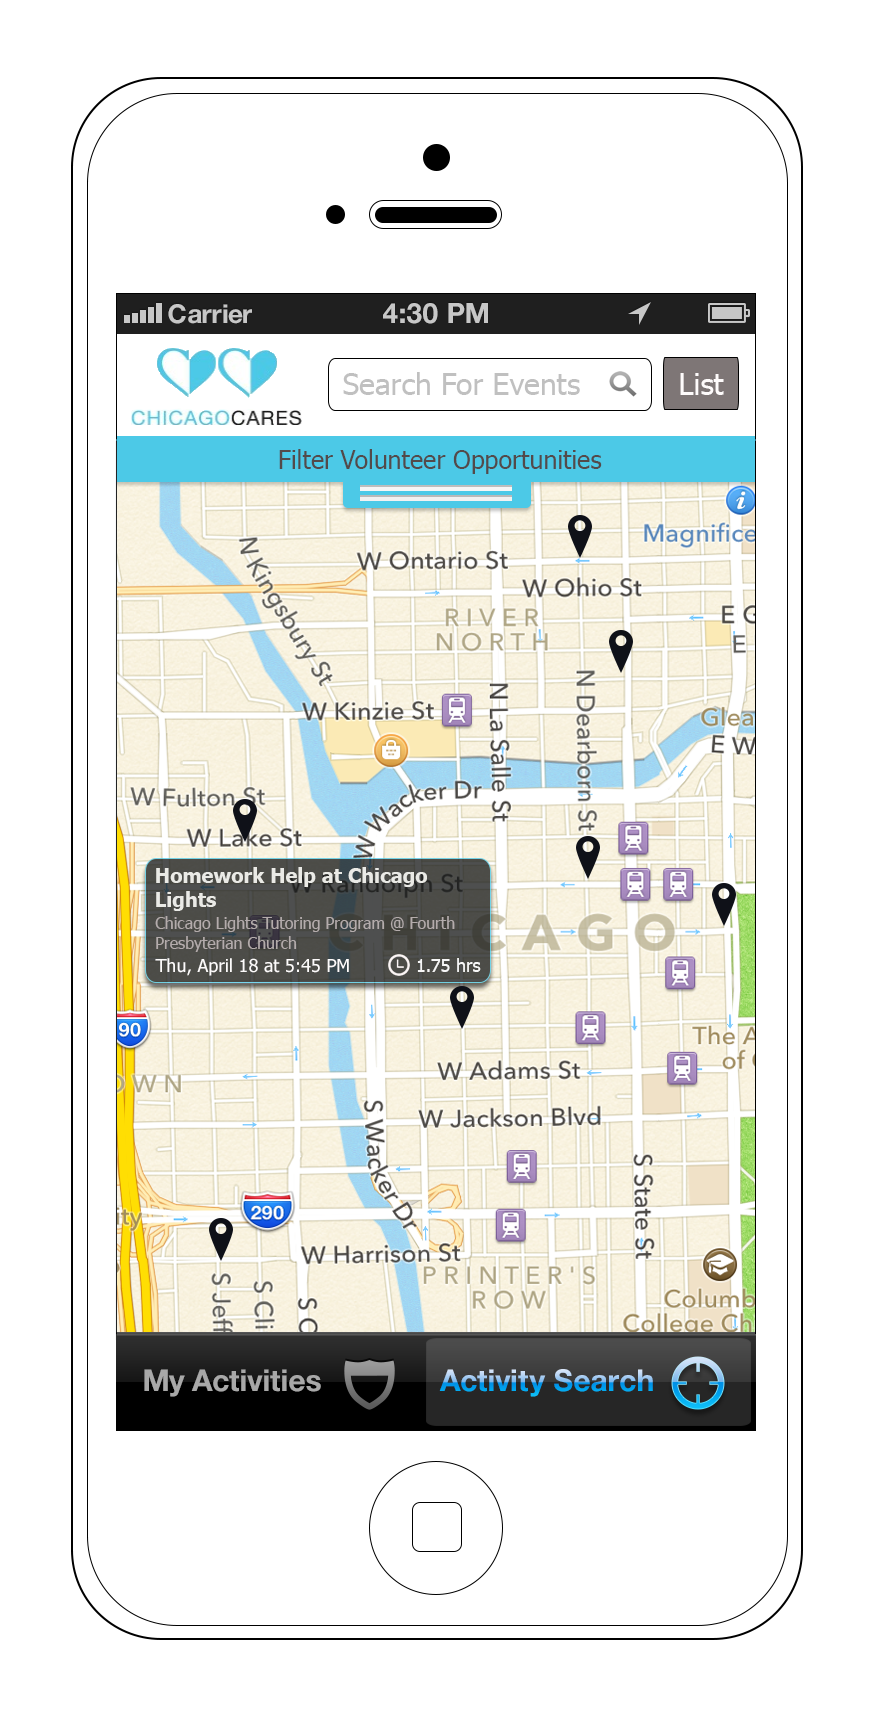 Carrier 4:30 PM
CHICAGOCARES
Search For Events
List
Filter Volunteer Opportunities
Magnifice
W Ontario St
W Ohio St
N Kingsbury St
RIVER
NORTH
E G
E
N Dearborn St
W Kinzie St
N La Salle St
Glea
E W
W Fulton St
W Wacker Dr
W Lake St
W Randolph St
Homework Help at Chicago
Lights
Chicago Lights Tutoring Program @ Fourth
Presbyterian Church
Thu, April 18 at 5:45 PM 1.75 hrs
CHICAGO
90
The A
of
W Adams St
OWN
W Jackson Blvd
S Wacker Dr
S State St
290
ity
W Harrison St
PRINTER'S
ROW
S Jeff
S Cli
S C
Columb
College Ch
My Activities
Activity Search